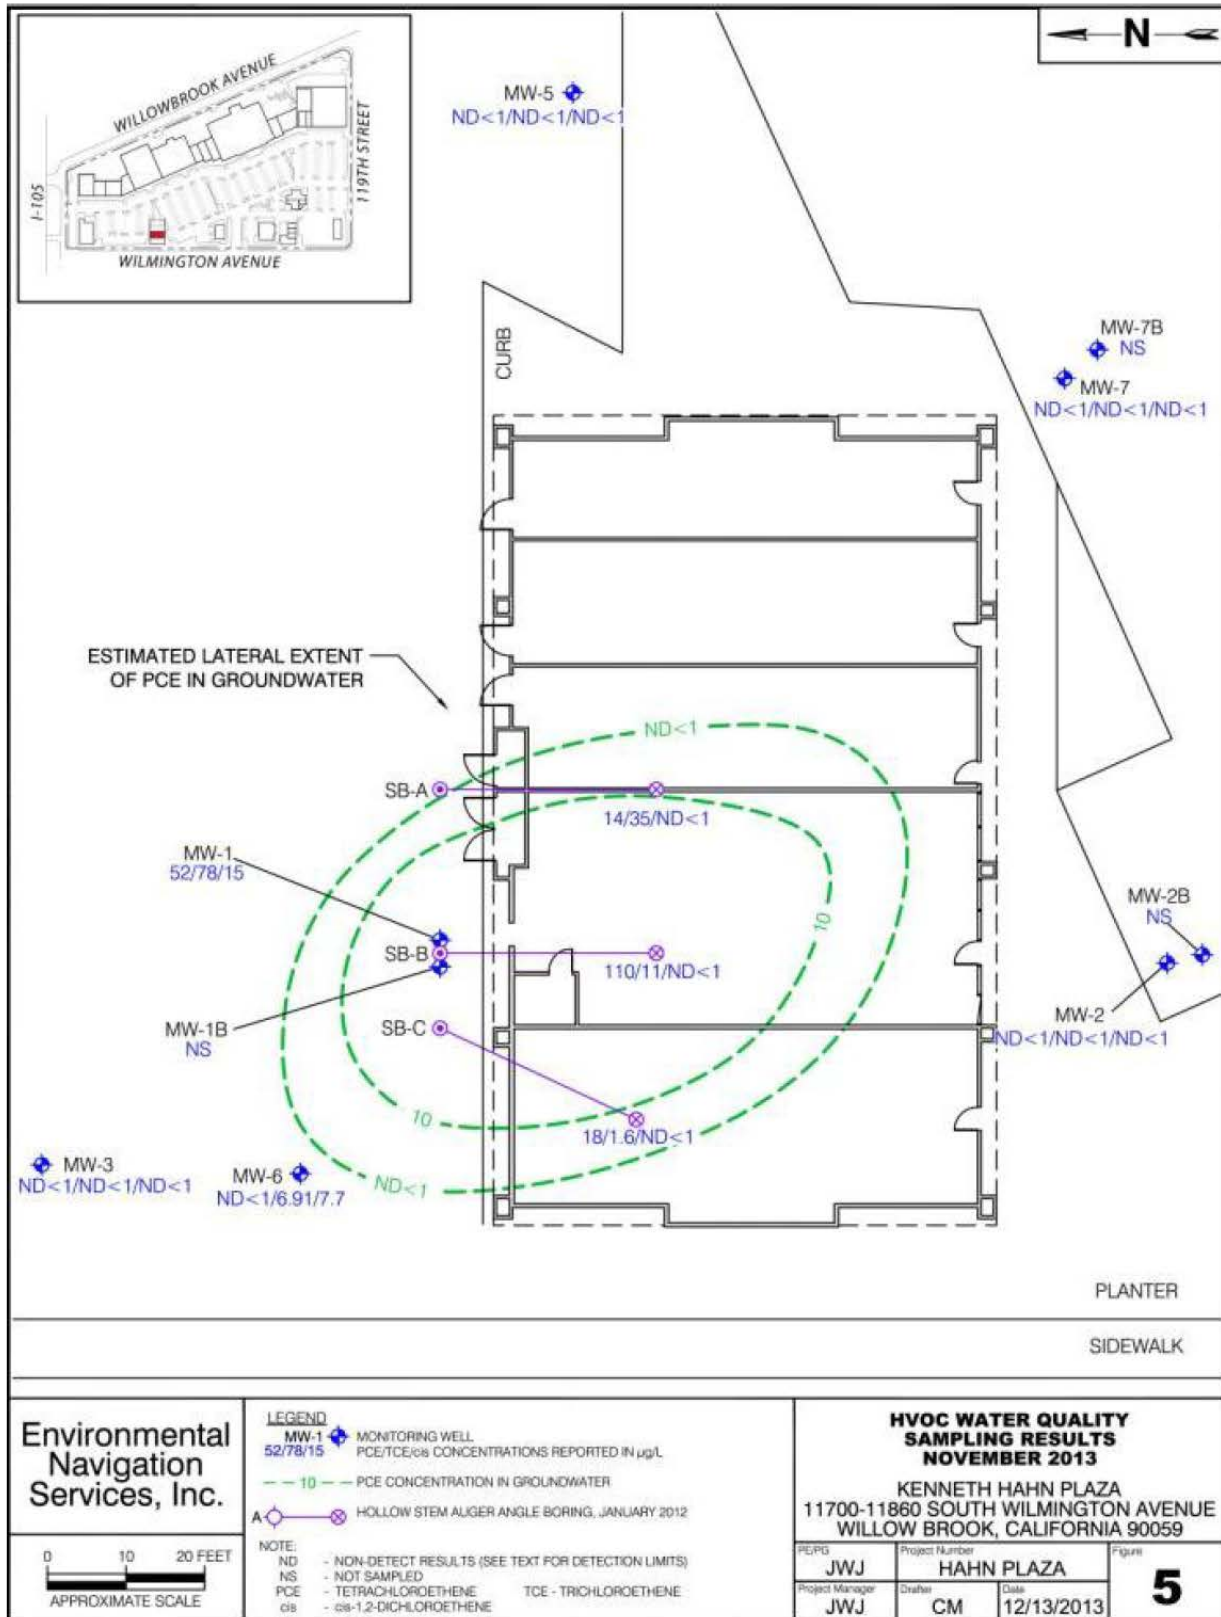 WILLOWBROOK AVENUE
I-105
119TH STREET
WILMINGTON AVENUE
N
MW-5
ND<1/ND<1/ND<1
CURB
MW-7B
NS
MW-7
ND<1/ND<1/ND<1
ESTIMATED LATERAL EXTENT
OF PCE IN GROUNDWATER
ND<1
SB-A
14/35/ND<1
MW-1
52/78/15
10
SB-B
110/11/ND<1
MW-2B
NS
MW-1B
NS
SB-C
MW-2
ND<1/ND<1/ND<1
10
18/1.6/ND<1
MW-3
ND<1/ND<1/ND<1
MW-6
ND<1/6.91/7.7
ND<1
PLANTER
SIDEWALK
Environmental
Navigation
Services, Inc.
0 10 20 FEET
APPROXIMATE SCALE
LEGEND
MW-1 MONITORING WELL
52/78/15 PCE/TCE/cis CONCENTRATIONS REPORTED IN µg/L
10 PCE CONCENTRATION IN GROUNDWATER
A HOLLOW STEM AUGER ANGLE BORING, JANUARY 2012
NOTE:
ND - NON-DETECT RESULTS (SEE TEXT FOR DETECTION LIMITS)
NS - NOT SAMPLED
PCE - TETRACHLOROETHENE TCE - TRICHLOROETHENE
cis - cis-1,2-DICHLOROETHENE
HVOC WATER QUALITY
SAMPLING RESULTS
NOVEMBER 2013
KENNETH HAHN PLAZA
11700-11860 SOUTH WILMINGTON AVENUE
WILLOW BROOK, CALIFORNIA 90059
PE/PG
JWJ
Project Number
HAHN PLAZA
Figure
5
Project Manager
JWJ
Drafter
CM
Date
12/13/2013